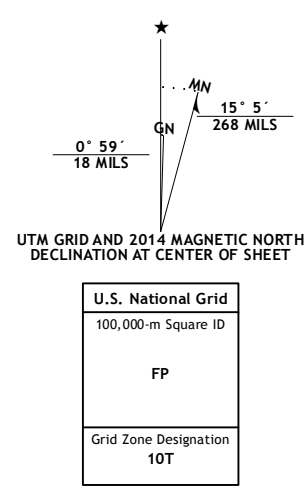 ★
MN
GN
15° 5´
268 MILS
0° 59´
18 MILS
UTM GRID AND 2014 MAGNETIC NORTH
DECLINATION AT CENTER OF SHEET
U.S. National Grid
100,000-m Square ID
FP
Grid Zone Designation
10T